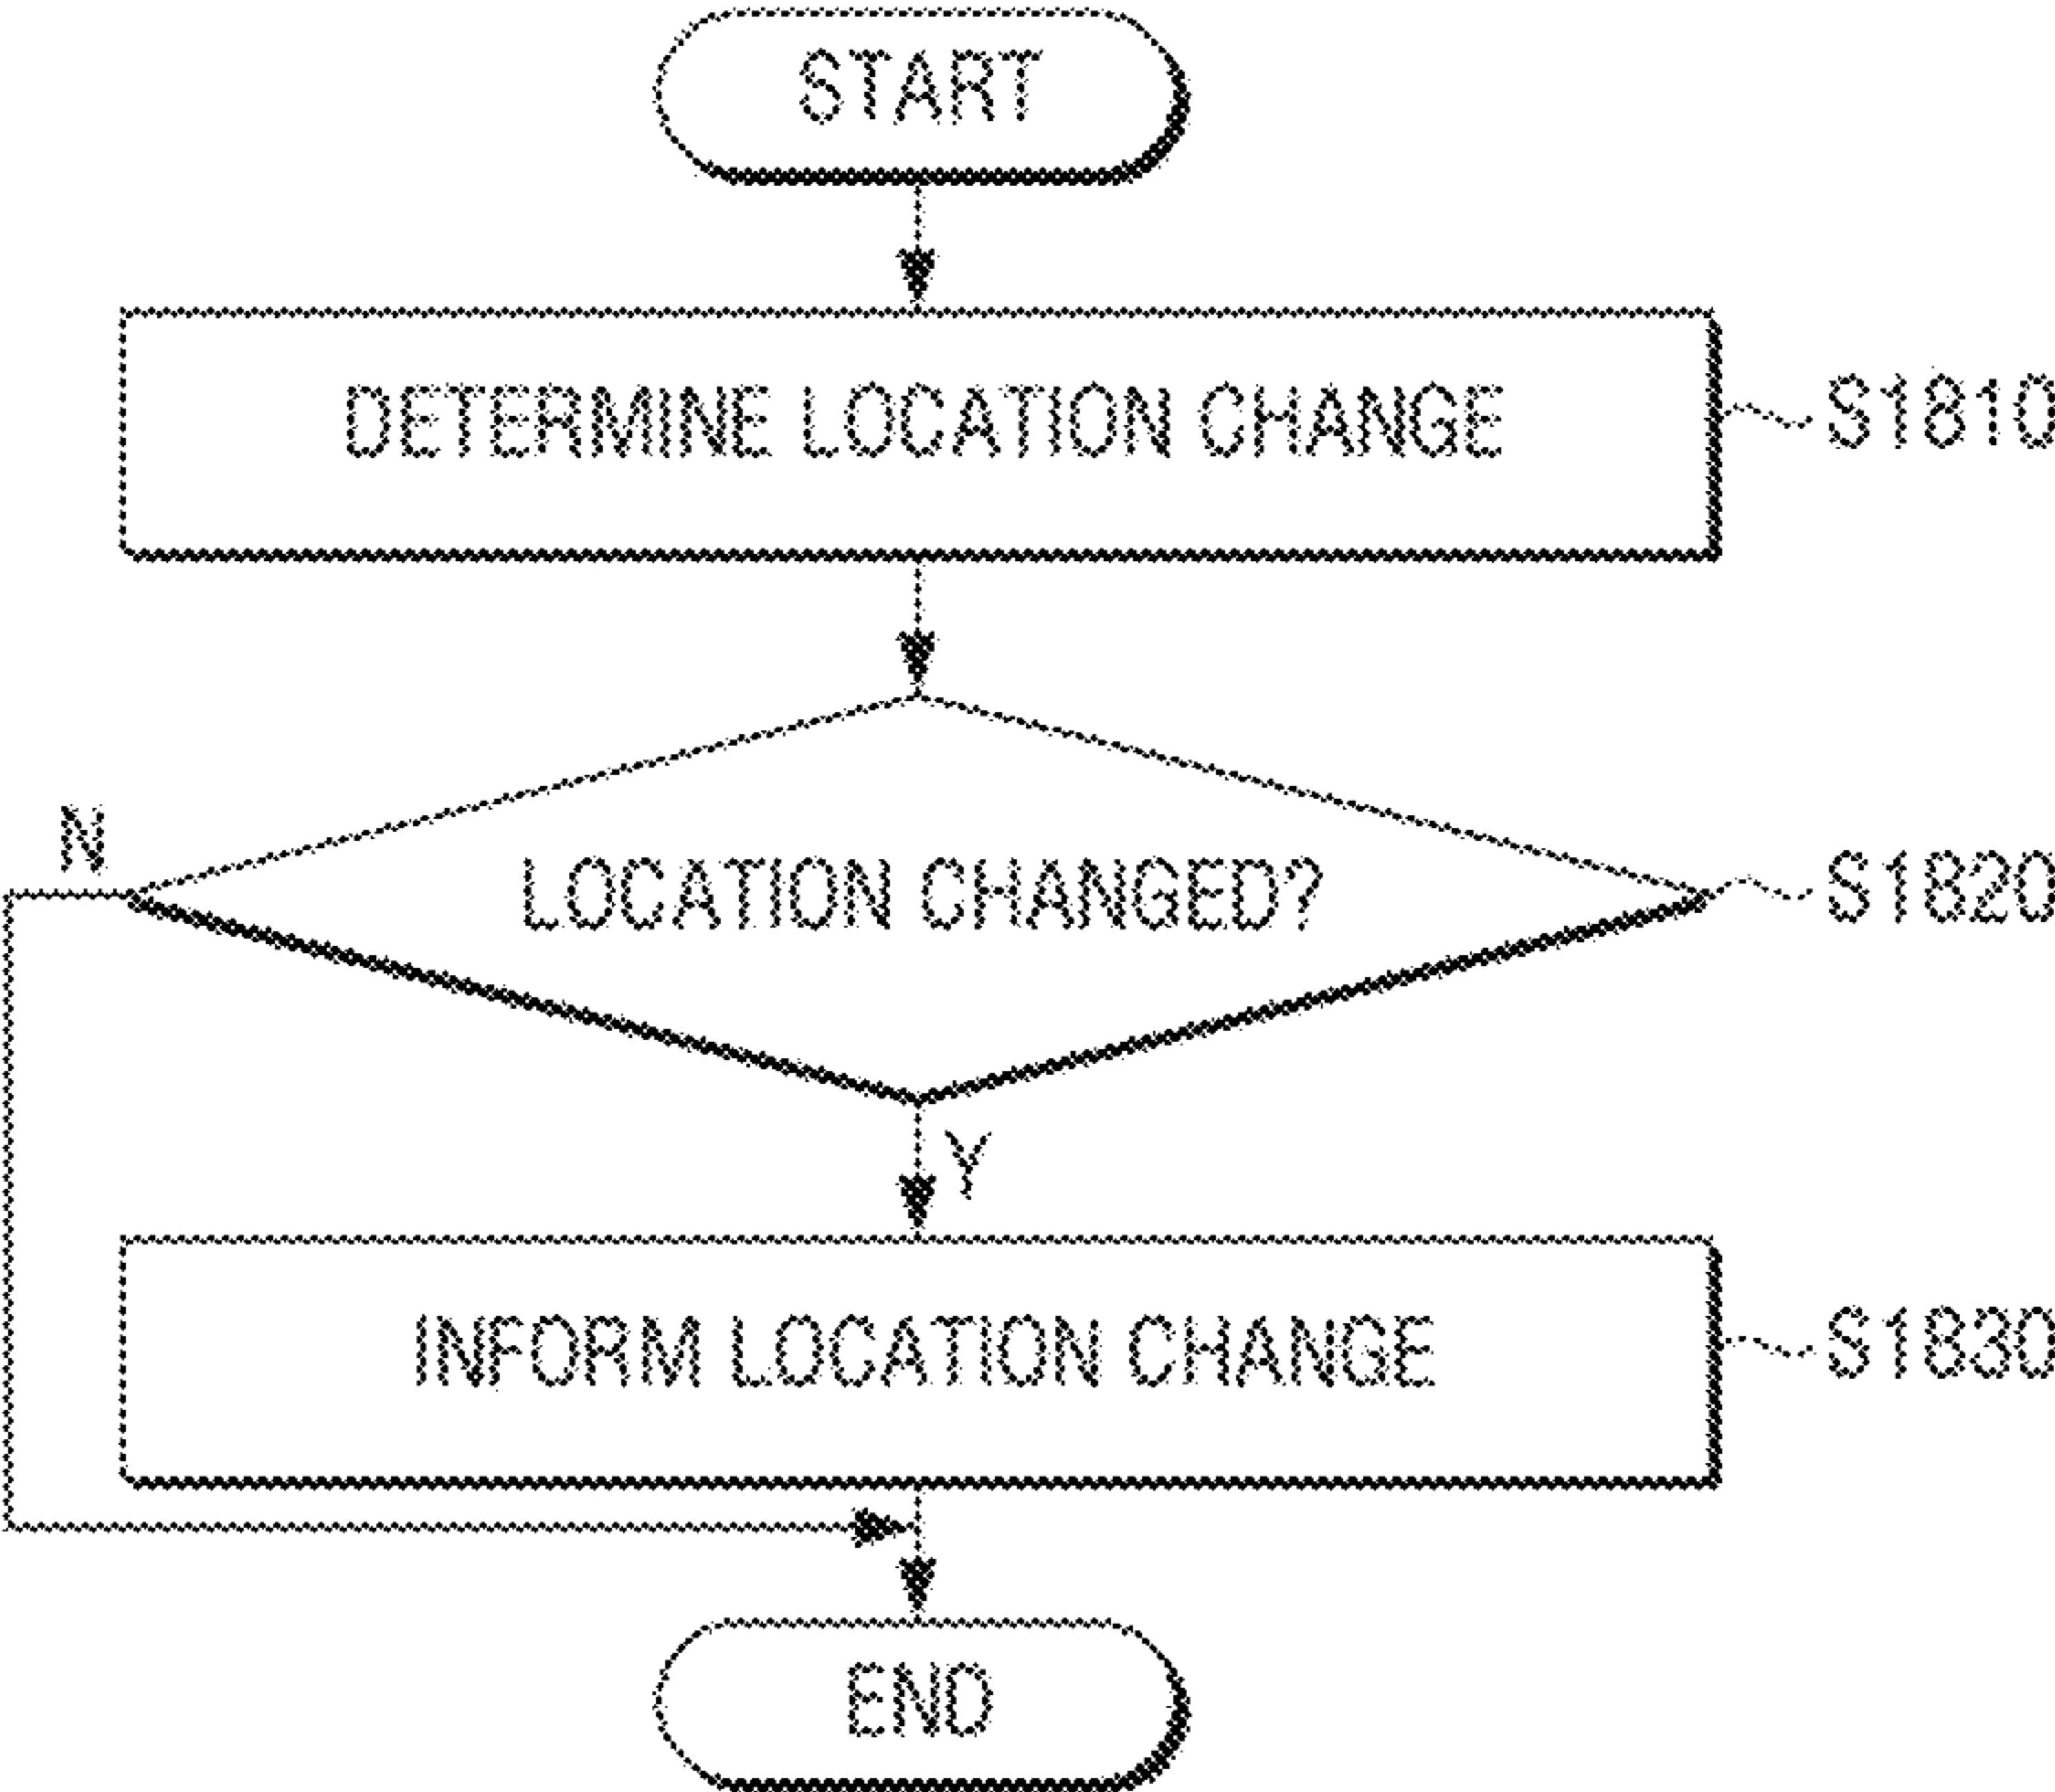 START
DETERMINE LOCATION CHANGE
S1810
N
LOCATION CHANGED?
S1820
Y
INFORM LOCATION CHANGE
S1830
END